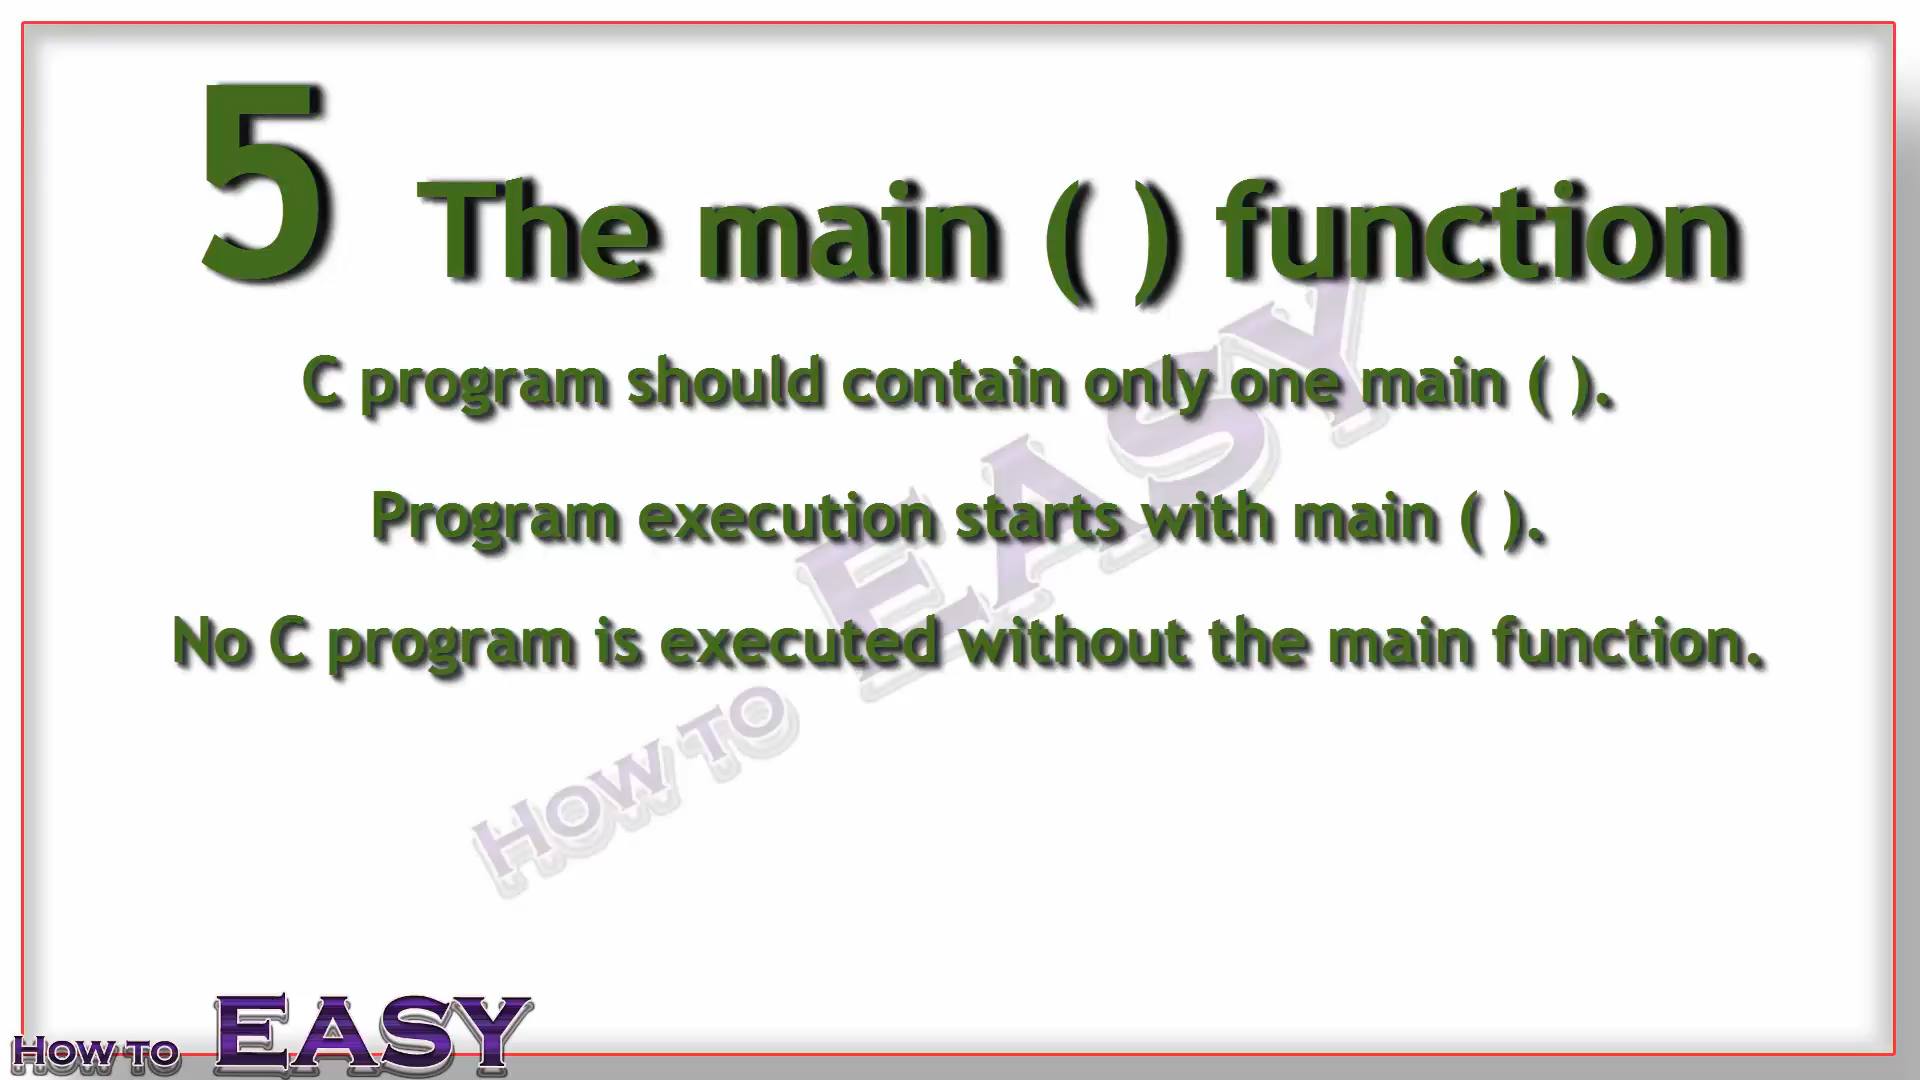 5 The main ( ) function
C program should contain only one main ( ).
Program execution starts with main ( ).
No C program is executed without the main function.
How to EASY
How to EASY